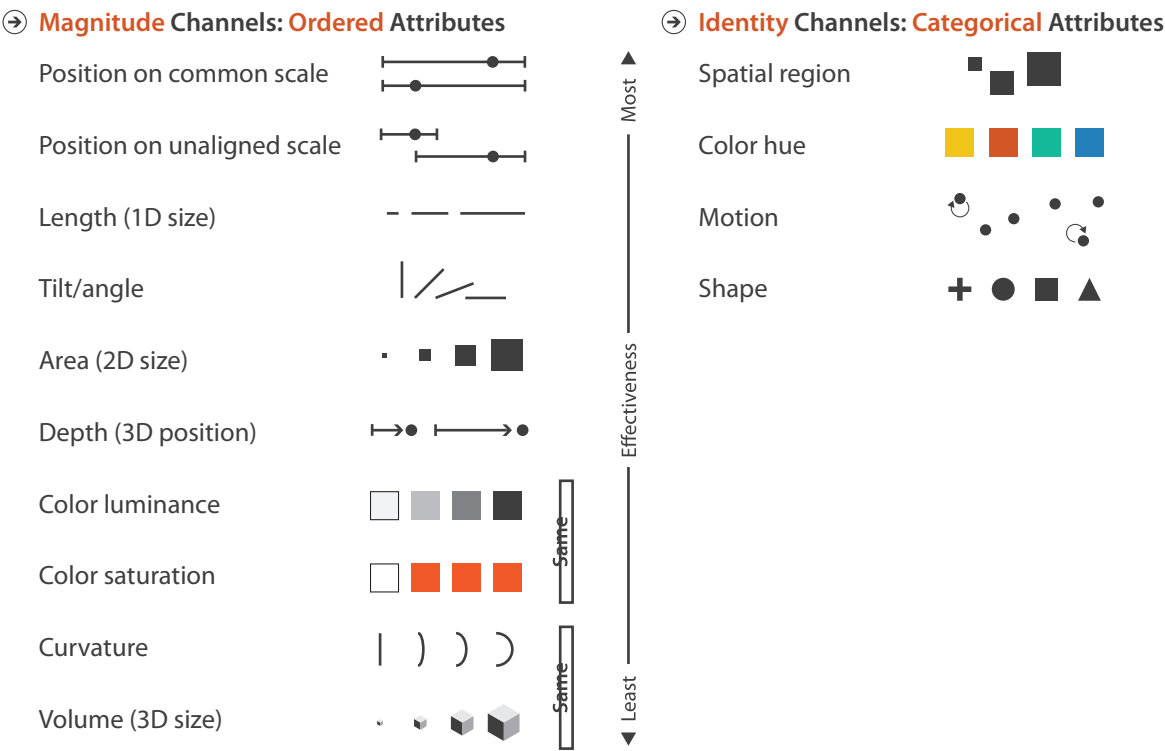 Magnitude Channels: Ordered Attributes
Position on common scale
Position on unaligned scale
Length (1D size)
Tilt/angle
Area (2D size)
Depth (3D position)
Color luminance
Color saturation
Curvature
Volume (3D size)
Same
Same
Most
Effectiveness
Least
Identity Channels: Categorical Attributes
Spatial region
Color hue
Motion
Shape